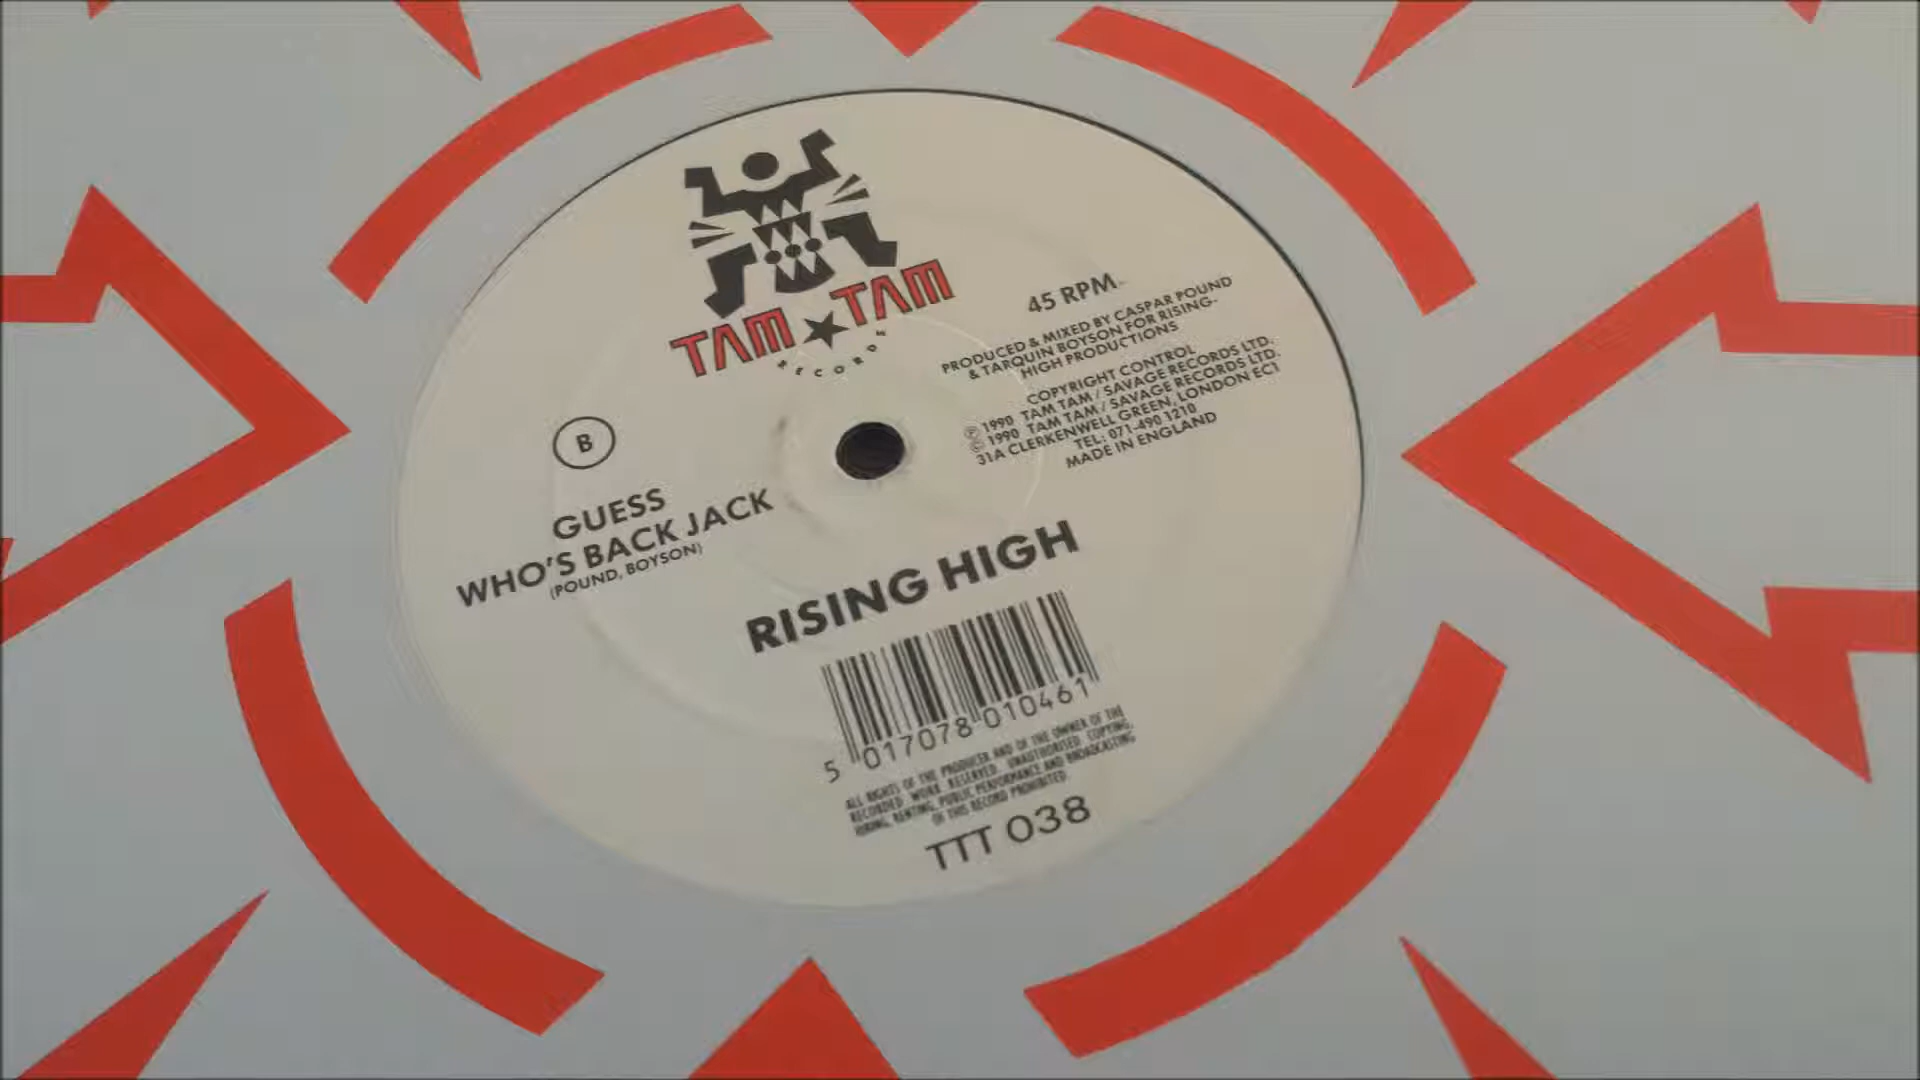 TAM ★ TAM
RECORDS
45 RPM
PRODUCED & MIXED BY CASPAR POUND
& TARQUIN BOYSON FOR RISING-
HIGH PRODUCTIONS
COPYRIGHT CONTROL
℗ 1990 TAM TAM / SAVAGE RECORDS LTD.
© 1990 TAM TAM / SAVAGE RECORDS LTD.
31A CLERKENWELL GREEN, LONDON EC1
TEL: 071-490 1210
MADE IN ENGLAND
B
GUESS
WHO'S BACK JACK
(POUND, BOYSON)
RISING HIGH
5 017078 010461
ALL RIGHTS OF THE PRODUCER AND OF THE OWNER OF THE
RECORDED WORK RESERVED. UNAUTHORISED COPYING,
HIRING, RENTING, PUBLIC PERFORMANCE AND BROADCASTING
OF THIS RECORD PROHIBITED.
TTT 038